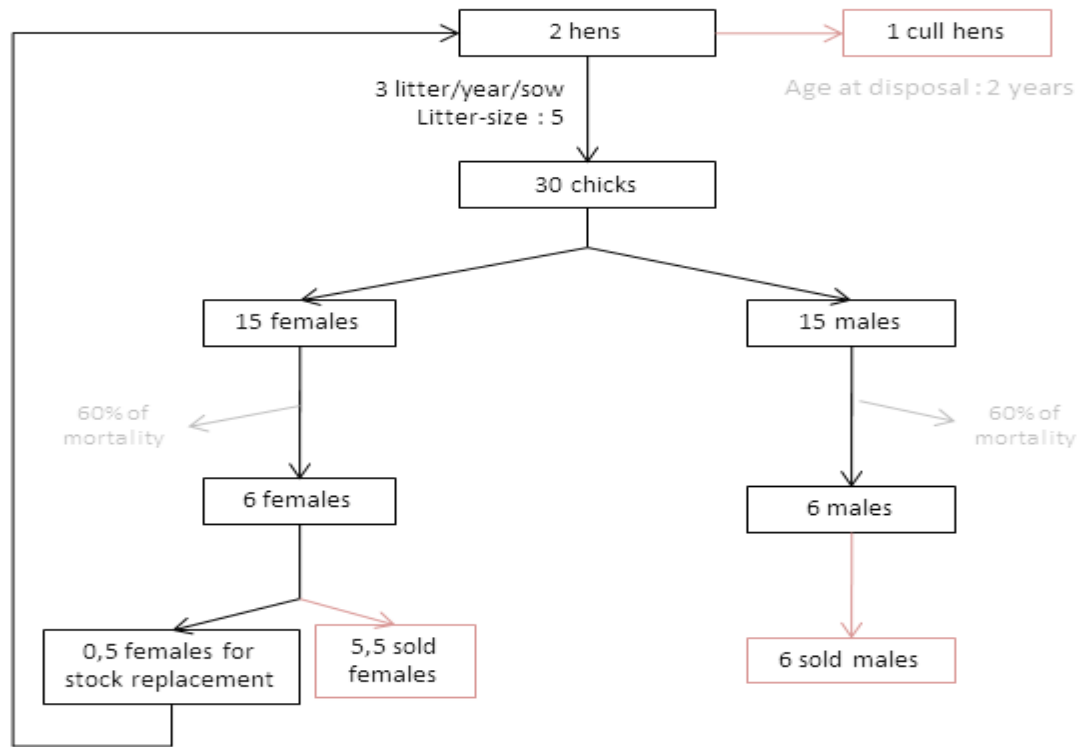 2 hens
1 cull hens
3 litter/year/sow
Litter-size : 5
Age at disposal : 2 years
30 chicks
15 females
15 males
60% of
mortality
60% of
mortality
6 females
6 males
0,5 females for
stock replacement
5,5 sold
females
6 sold males